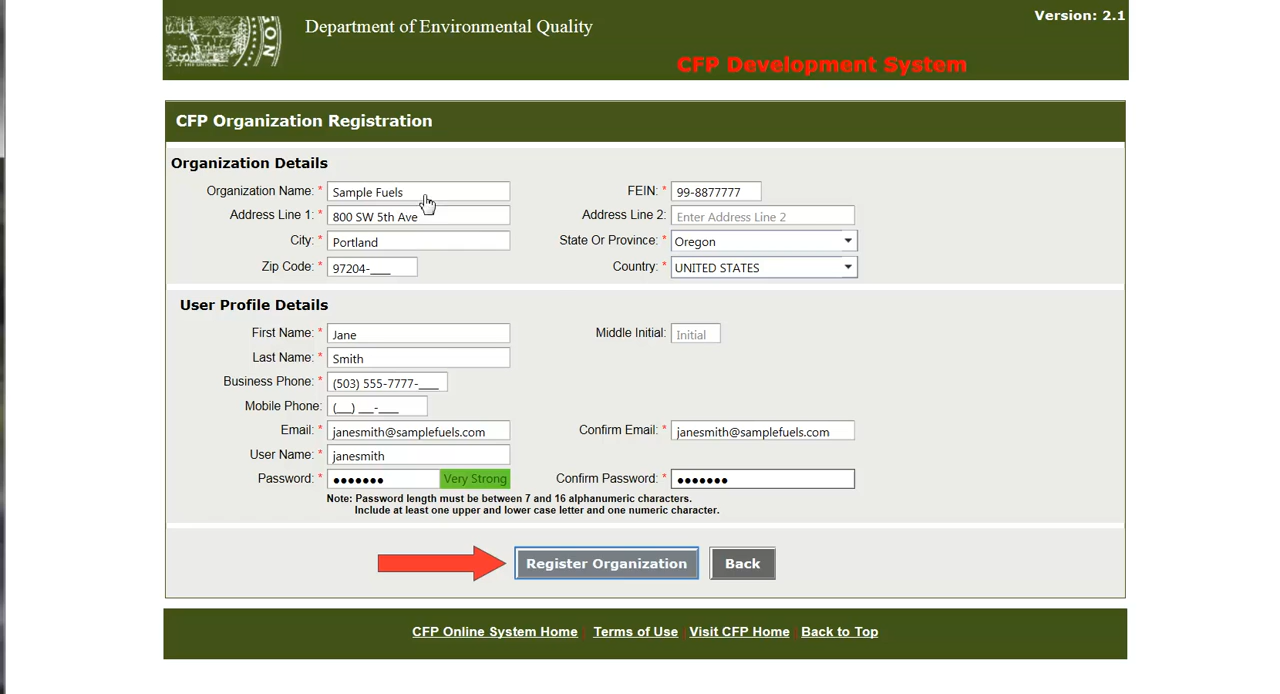 Version: 2.1
Department of Environmental Quality
CFP Development System
CFP Organization Registration
Organization Details
Organization Name: * Sample Fuels FEIN: * 99-8877777
Address Line 1: * 800 SW 5th Ave Address Line 2: Enter Address Line 2
City: * Portland State Or Province: * Oregon
Zip Code: * 97204-____ Country: * UNITED STATES
User Profile Details
First Name: * Jane Middle Initial: Initial
Last Name: * Smith
Business Phone: * (503) 555-7777-____
Mobile Phone: (___) ___-____
Email: * janesmith@samplefuels.com Confirm Email: * janesmith@samplefuels.com
User Name: * janesmith
Password: * ●●●●●●● Very Strong Confirm Password: * ●●●●●●●
Note: Password length must be between 7 and 16 alphanumeric characters.
Include at least one upper and lower case letter and one numeric character.
Register Organization Back
CFP Online System Home | Terms of Use | Visit CFP Home | Back to Top